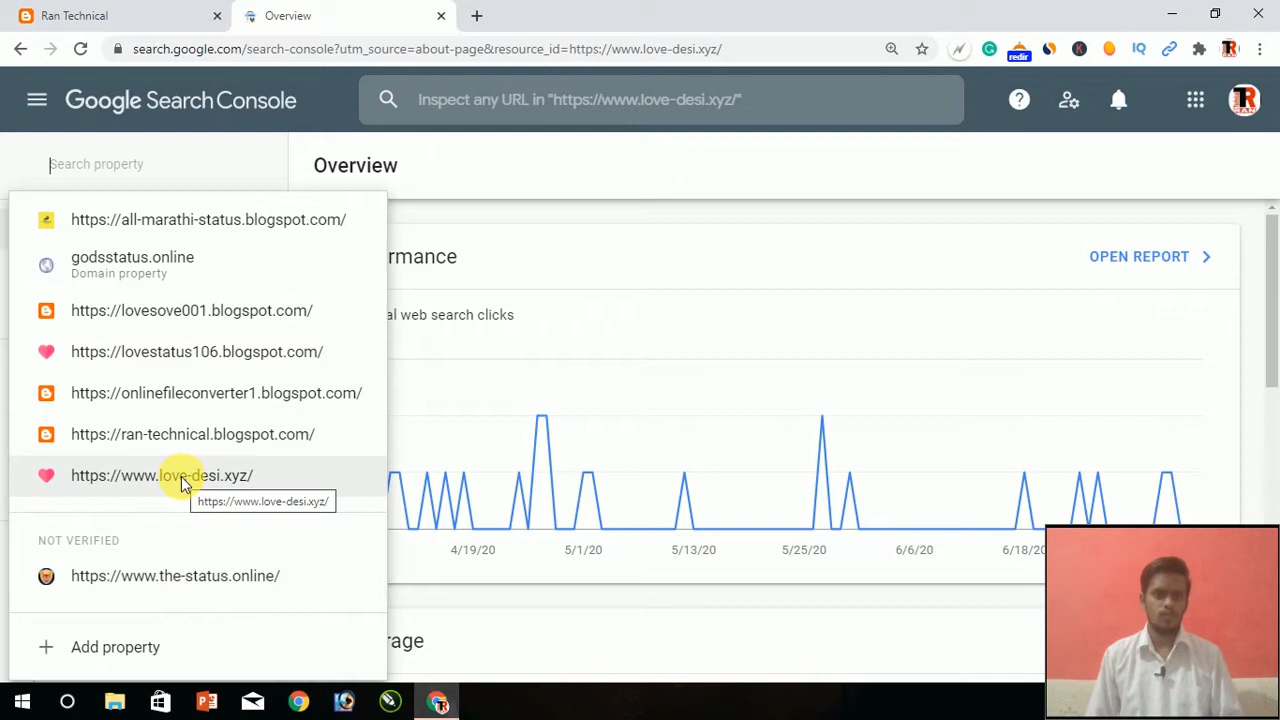 Ran Technical
Overview
search.google.com/search-console?utm_source=about-page&resource_id=https://www.love-desi.xyz/
redir
IQ
Google Search Console
Inspect any URL in "https://www.love-desi.xyz/"
Search property
Overview
https://all-marathi-status.blogspot.com/
godsstatus.online
Domain property
https://lovesove001.blogspot.com/
https://lovestatus106.blogspot.com/
https://onlinefileconverter1.blogspot.com/
https://ran-technical.blogspot.com/
https://www.love-desi.xyz/
https://www.love-desi.xyz/
NOT VERIFIED
https://www.the-status.online/
Add property
rmance
OPEN REPORT
al web search clicks
4/19/20
5/1/20
5/13/20
5/25/20
6/6/20
6/18/20
rage